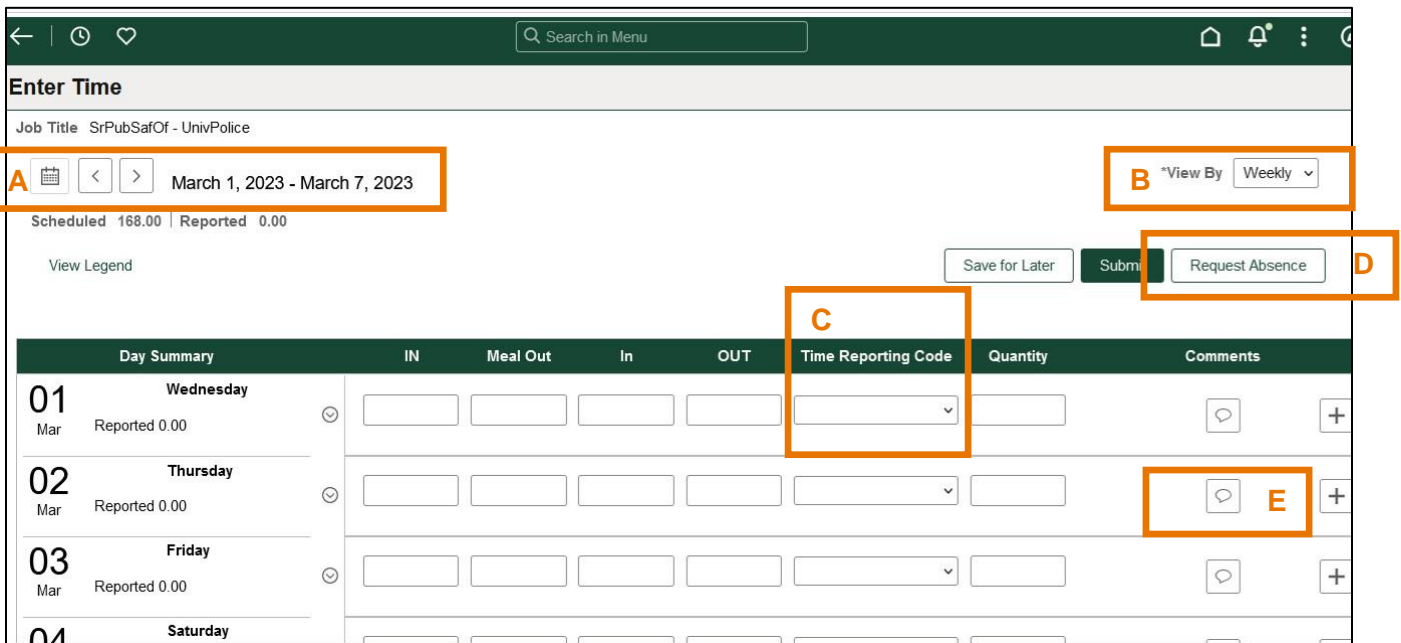 Search in Menu
Enter Time
Job Title SrPubSafOf - UnivPolice
A March 1, 2023 - March 7, 2023
B *View By Weekly
Scheduled 168.00 | Reported 0.00
View Legend Save for Later Submi Request Absence D
C
Day Summary IN Meal Out In OUT Time Reporting Code Quantity Comments
01 Wednesday
Mar Reported 0.00
02 Thursday
Mar Reported 0.00
E
03 Friday
Mar Reported 0.00
04 Saturday